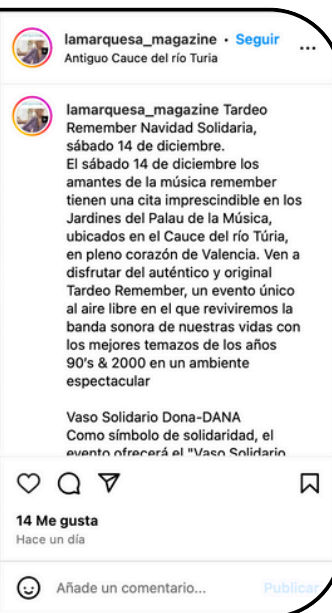 lamarquesa_magazine • Seguir
Antiguo Cauce del río Turia
lamarquesa_magazine Tardeo
Remember Navidad Solidaria,
sábado 14 de diciembre.
El sábado 14 de diciembre los
amantes de la música remember
tienen una cita imprescindible en los
Jardines del Palau de la Música,
ubicados en el Cauce del río Túria,
en pleno corazón de Valencia. Ven a
disfrutar del auténtico y original
Tardeo Remember, un evento único
al aire libre en el que reviviremos la
banda sonora de nuestras vidas con
los mejores temazos de los años
90's & 2000 en un ambiente
espectacular
Vaso Solidario Dona-DANA
Como símbolo de solidaridad, el
evento ofrecerá el "Vaso Solidario
14 Me gusta
Hace un día
Añade un comentario...
Publicar